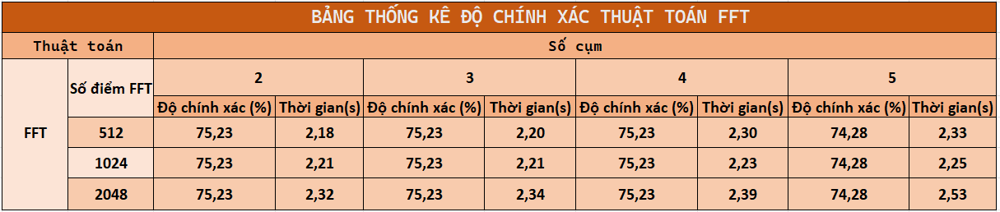 BẢNG THỐNG KÊ ĐỘ CHÍNH XÁC THUẬT TOÁN FFT
Thuật toán Số cụm
FFT Số điểm FFT 2 3 4 5
Độ chính xác (%) Thời gian(s) Độ chính xác (%) Thời gian(s) Độ chính xác (%) Thời gian(s) Độ chính xác (%) Thời gian(s)
512 75,23 2,18 75,23 2,20 75,23 2,30 74,28 2,33
1024 75,23 2,21 75,23 2,21 75,23 2,23 74,28 2,25
2048 75,23 2,32 75,23 2,34 75,23 2,39 74,28 2,53